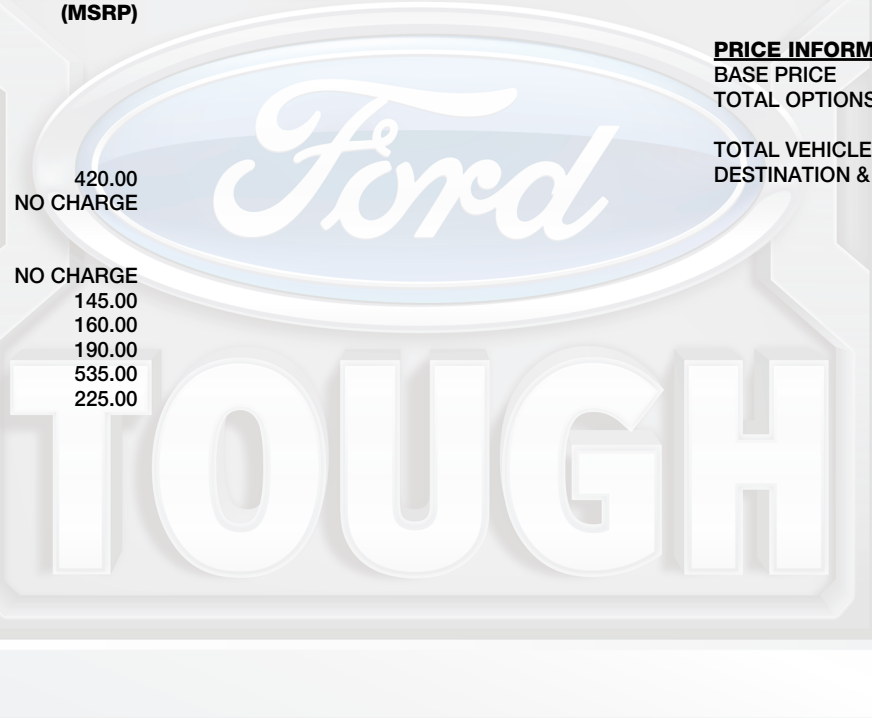 (MSRP)
420.00
NO CHARGE
NO CHARGE
145.00
160.00
190.00
535.00
225.00
PRICE INFORM
BASE PRICE
TOTAL OPTIONS
TOTAL VEHICLE
DESTINATION &
Ford
TOUGH